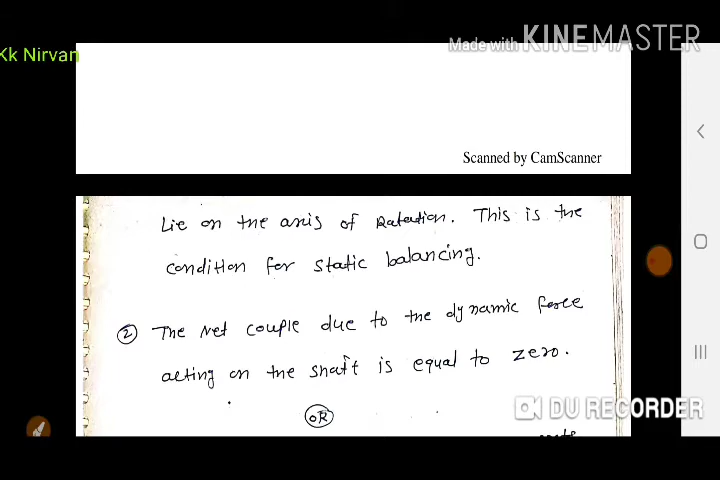 Made with KINEMASTER
Kk Nirvan
Scanned by CamScanner
Lie on the axis of Rotation. This is the
condition for static balancing.
② The Net couple due to the dynamic force
acting on the shaft is equal to zero.
DU RECORDER
OR